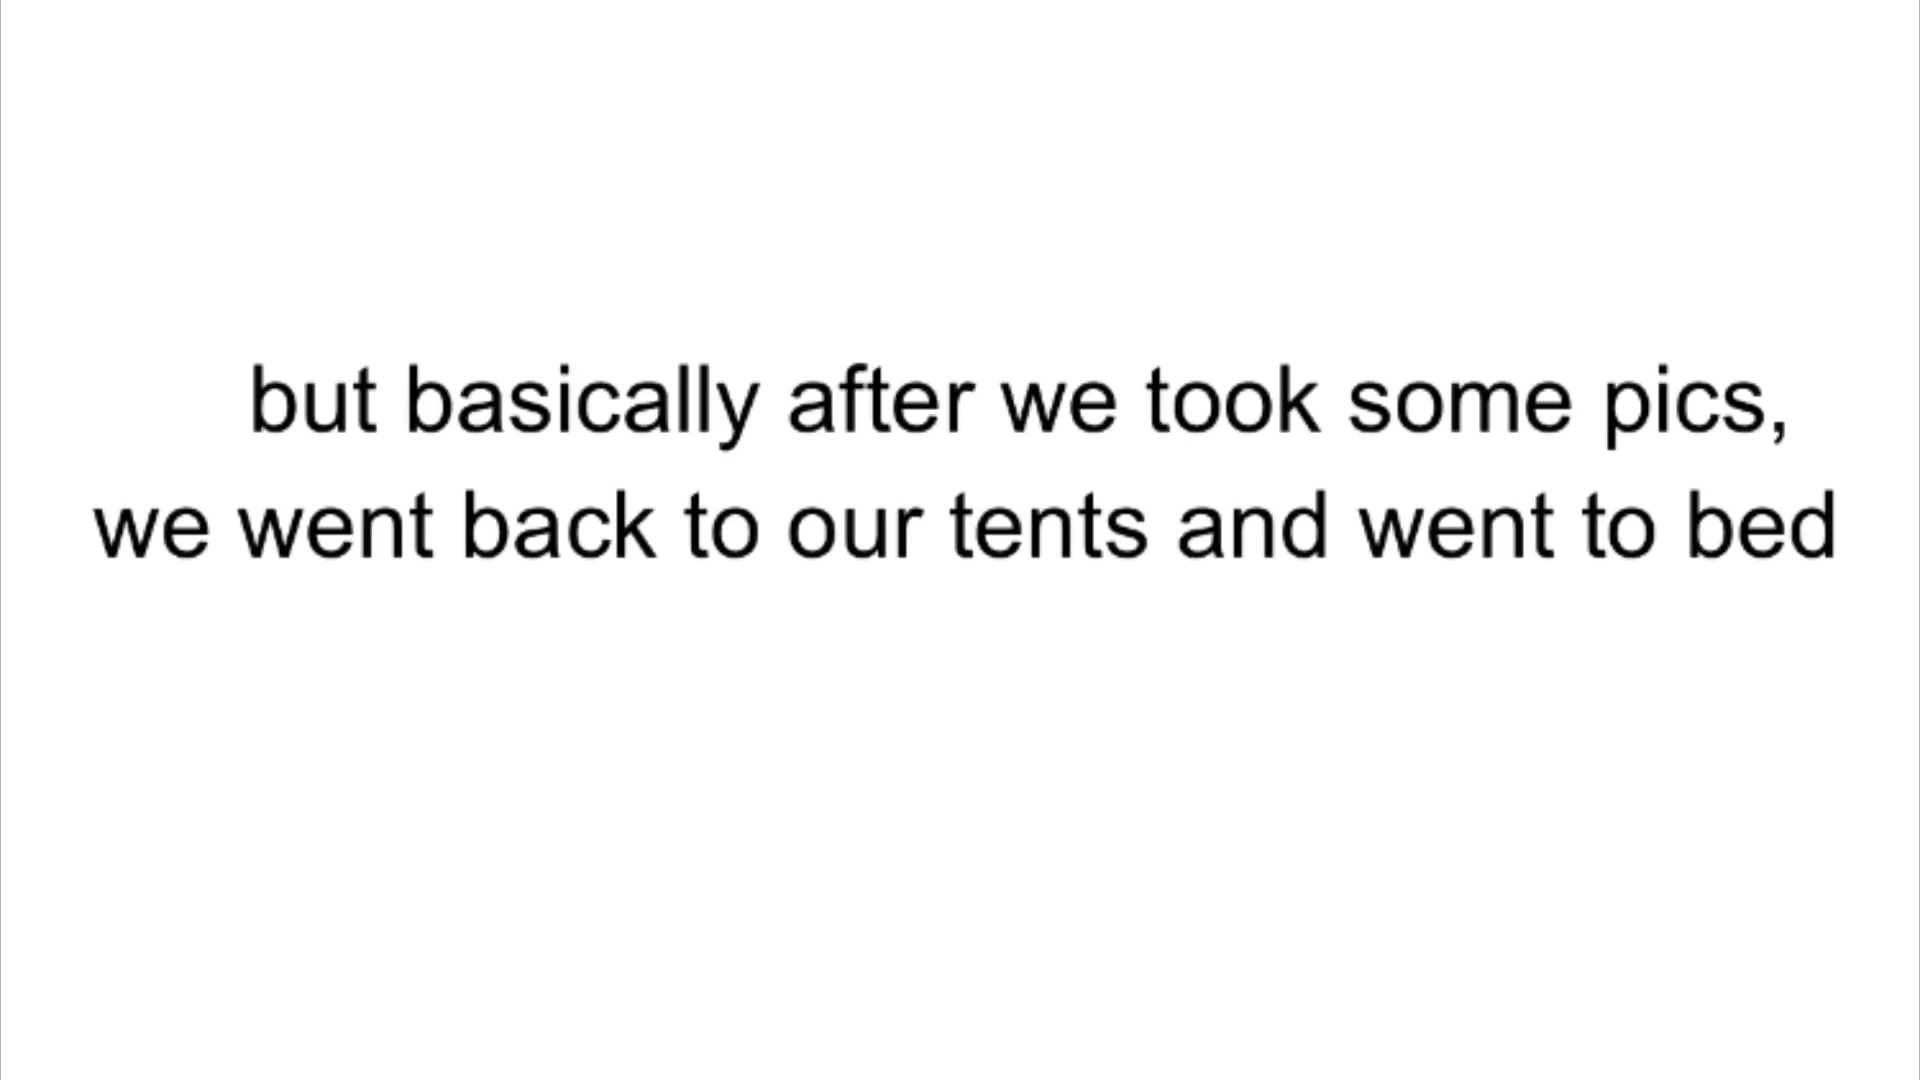 but basically after we took some pics,
we went back to our tents and went to bed